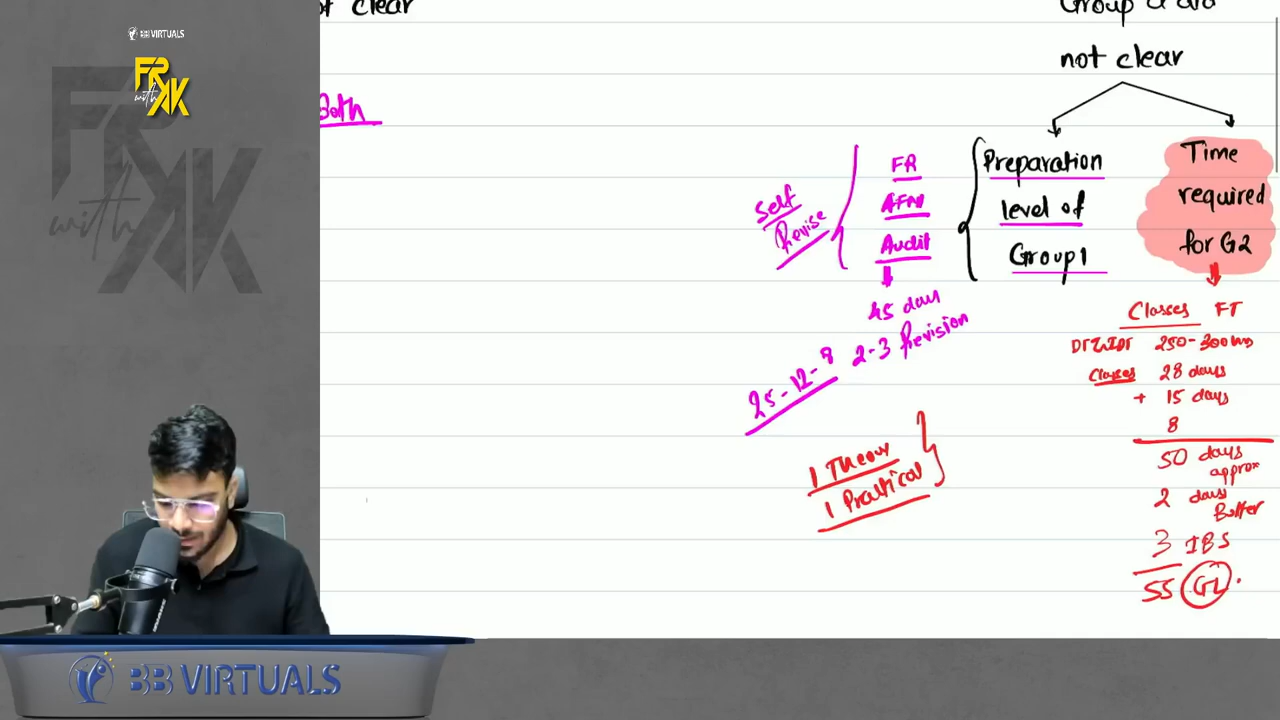 BB VIRTUALS
FR
with
AK
FR
with
AK
of clear
Both
not clear
Preparation
level of
Group 1
Time
required
for G2
FR
AFM
Audit
Self
Revise
45 days
2-3 Revision
25-12-8
1 Theory
1 Practical
Classes FT
250-300 hrs
Classes 28 days
+ 15 days
8
50 days
approx
2 days
Buffer
3 IBS
55 G2
BB VIRTUALS